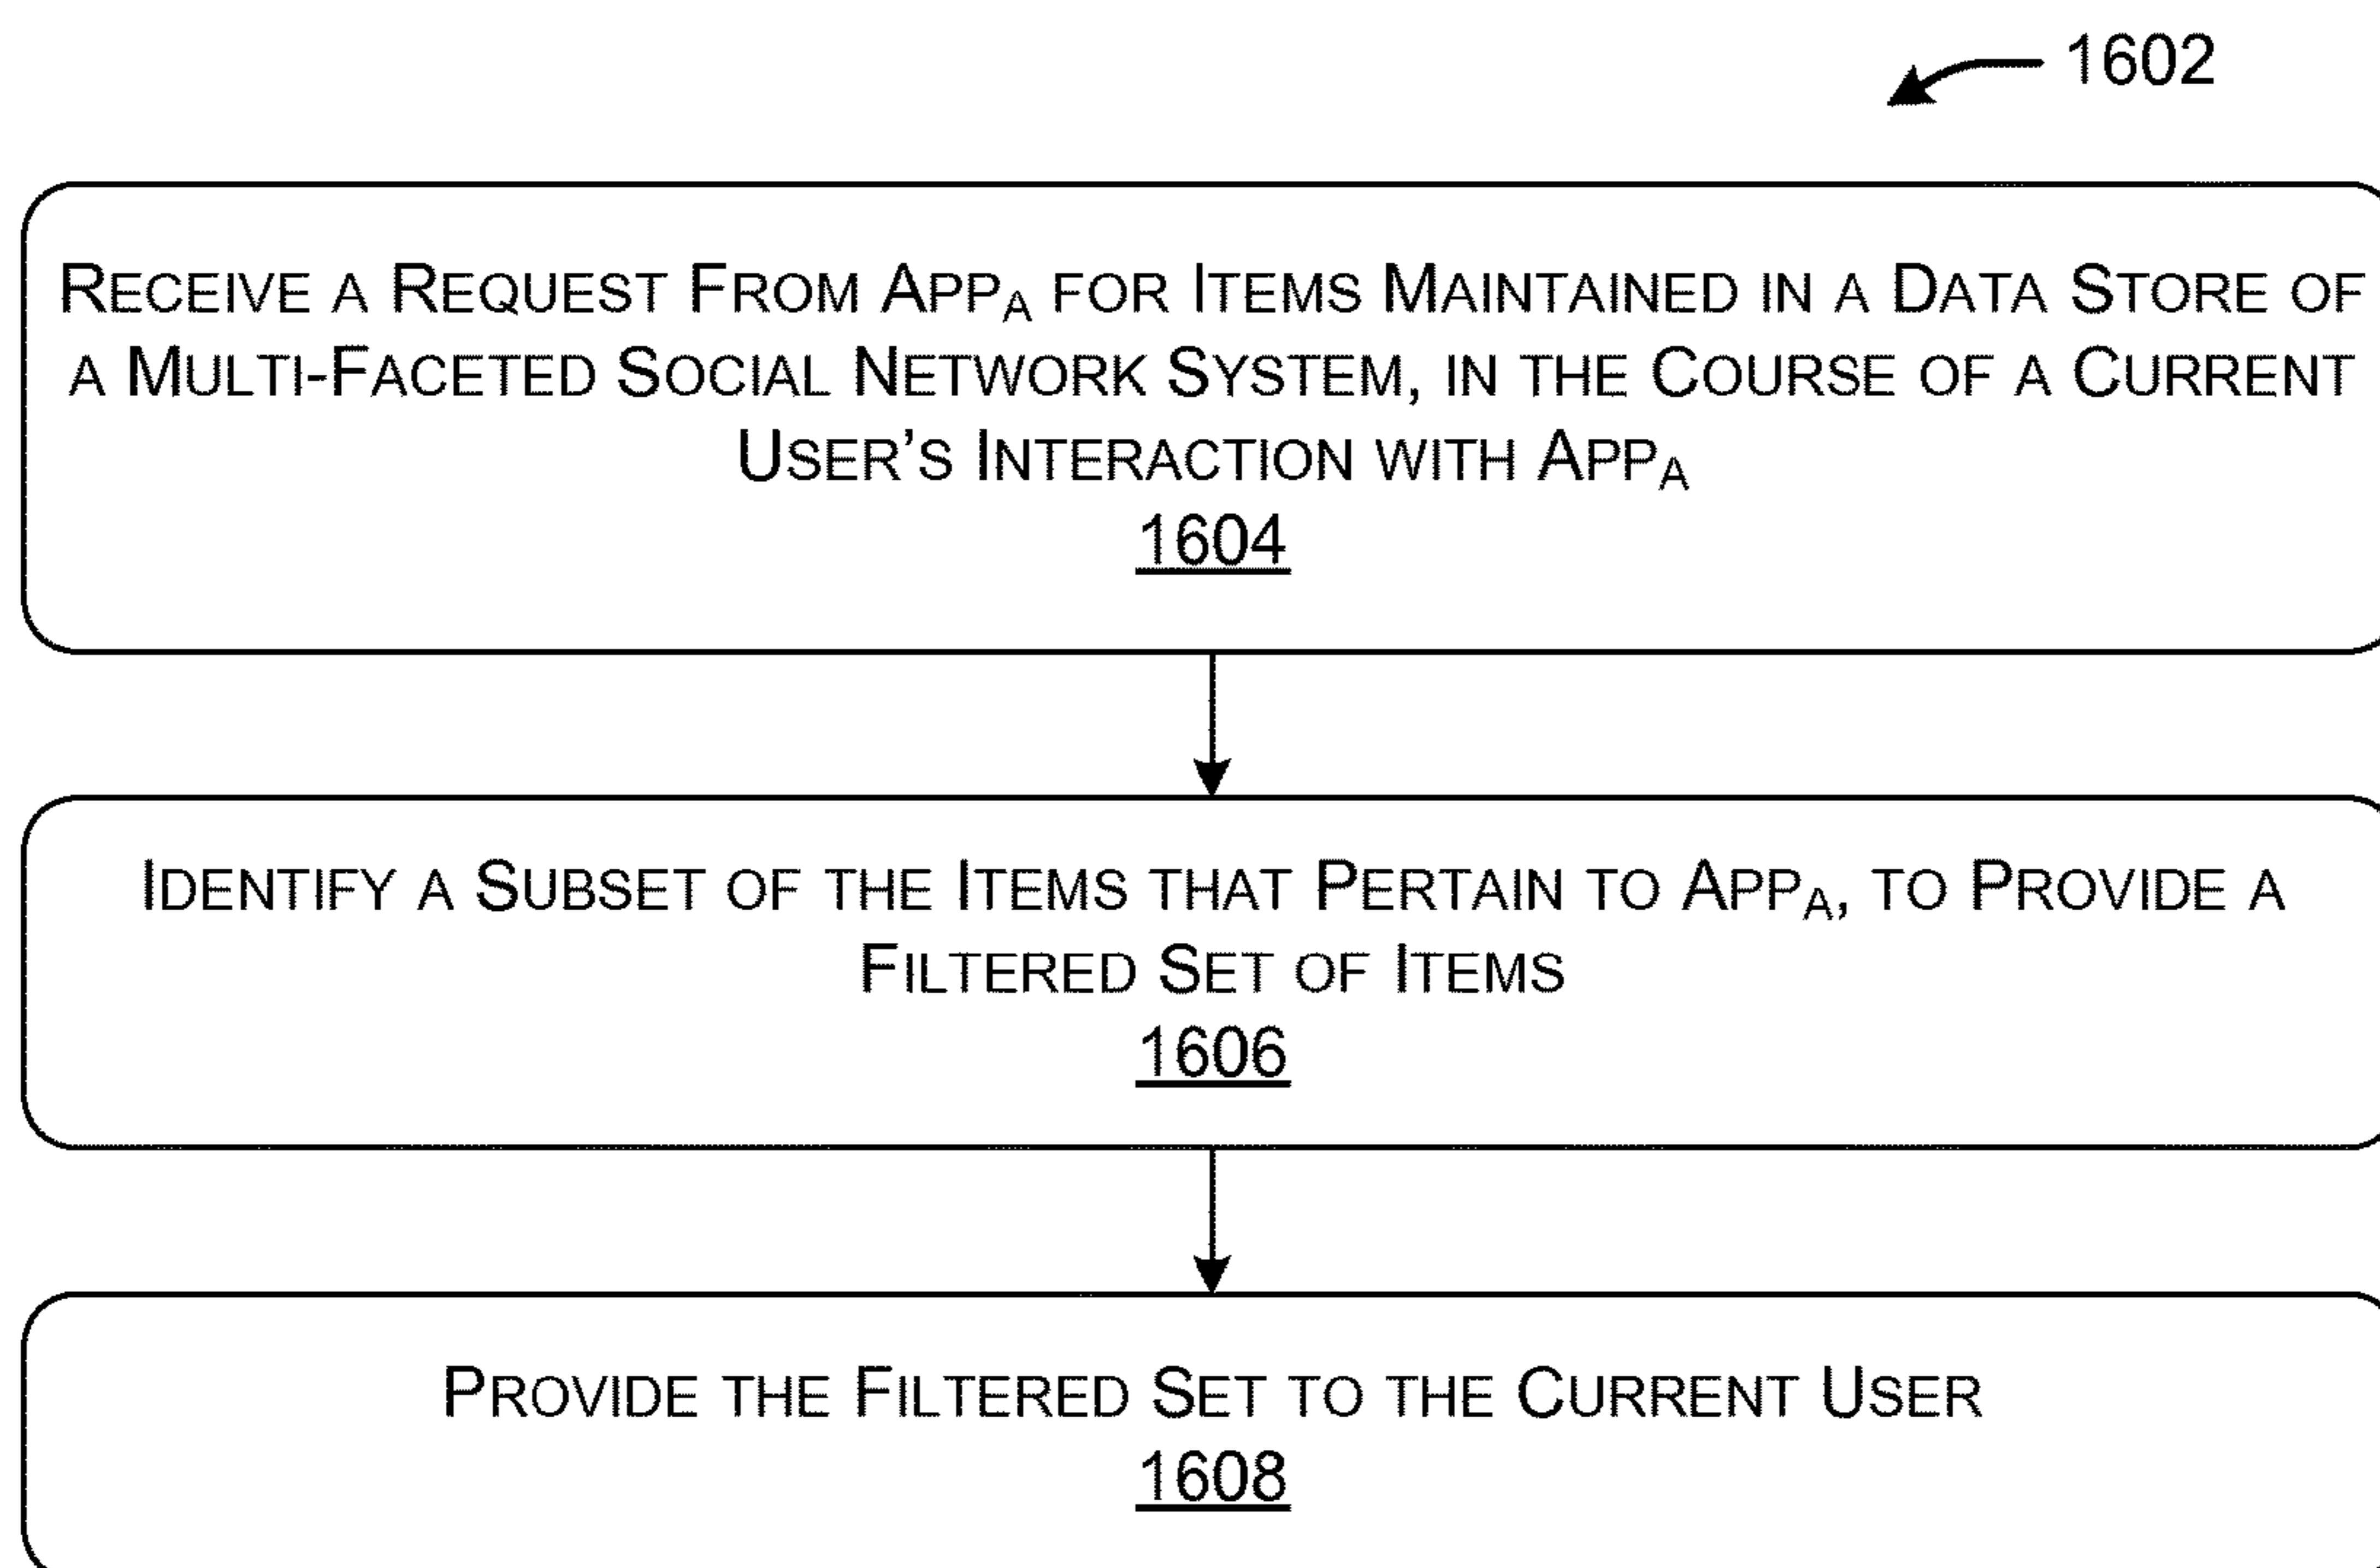 1602
RECEIVE A REQUEST FROM APPA FOR ITEMS MAINTAINED IN A DATA STORE OF
A MULTI-FACETED SOCIAL NETWORK SYSTEM, IN THE COURSE OF A CURRENT
USER'S INTERACTION WITH APPA
1604
IDENTIFY A SUBSET OF THE ITEMS THAT PERTAIN TO APPA, TO PROVIDE A
FILTERED SET OF ITEMS
1606
PROVIDE THE FILTERED SET TO THE CURRENT USER
1608